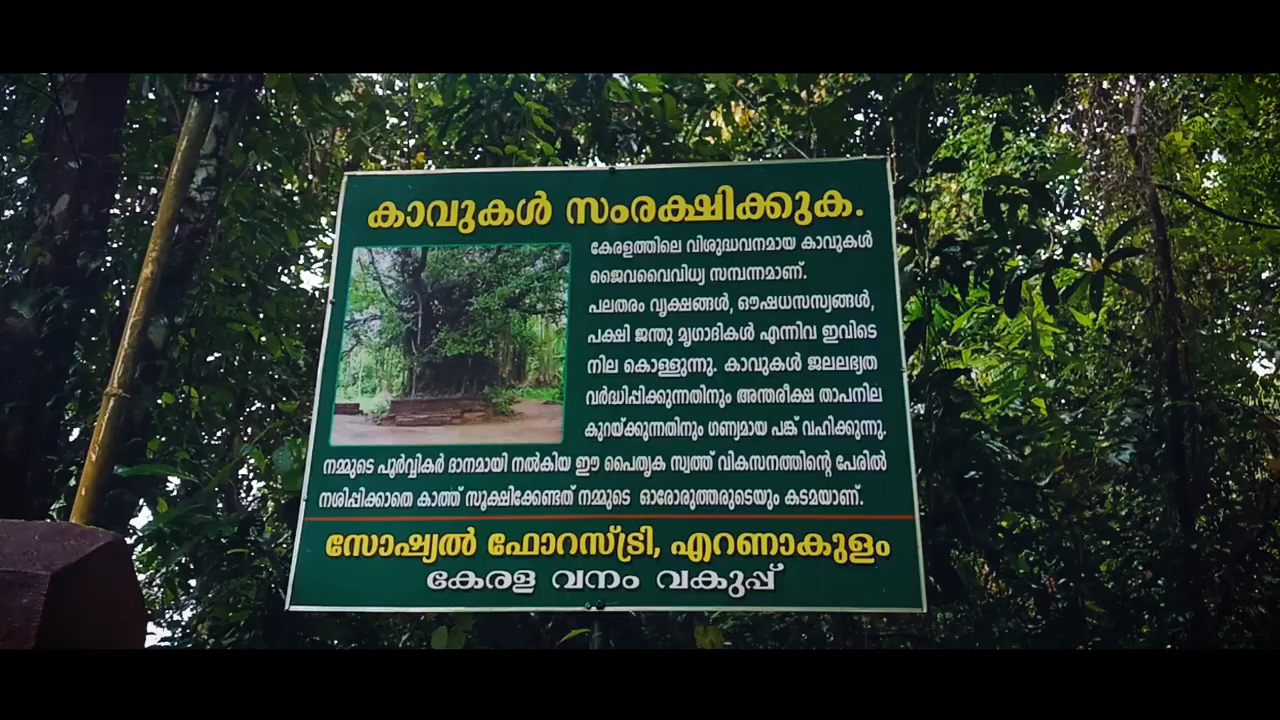 കാവുകൾ സംരക്ഷിക്കുക.
കേരളത്തിലെ വിശുദ്ധവനമായ കാവുകൾ
ജൈവവൈവിധ്യ സമ്പന്നമാണ്.
പലതരം വൃക്ഷങ്ങൾ, ഔഷധസസ്യങ്ങൾ,
പക്ഷി ജന്തു മൃഗാദികൾ എന്നിവ ഇവിടെ
നില കൊള്ളുന്നു. കാവുകൾ ജലലഭ്യത
വർദ്ധിപ്പിക്കുന്നതിനും അന്തരീക്ഷ താപനില
കുറയ്ക്കുന്നതിനും ഗണ്യമായ പങ്ക് വഹിക്കുന്നു.
നമ്മുടെ പൂർവ്വികർ ദാനമായി നൽകിയ ഈ പൈതൃക സ്വത്ത് വികസനത്തിന്റെ പേരിൽ
നശിപ്പിക്കാതെ കാത്ത് സൂക്ഷിക്കേണ്ടത് നമ്മുടെ ഓരോരുത്തരുടെയും കടമയാണ്.
സോഷ്യൽ ഫോറസ്ട്രി, എറണാകുളം
കേരള വനം വകുപ്പ്